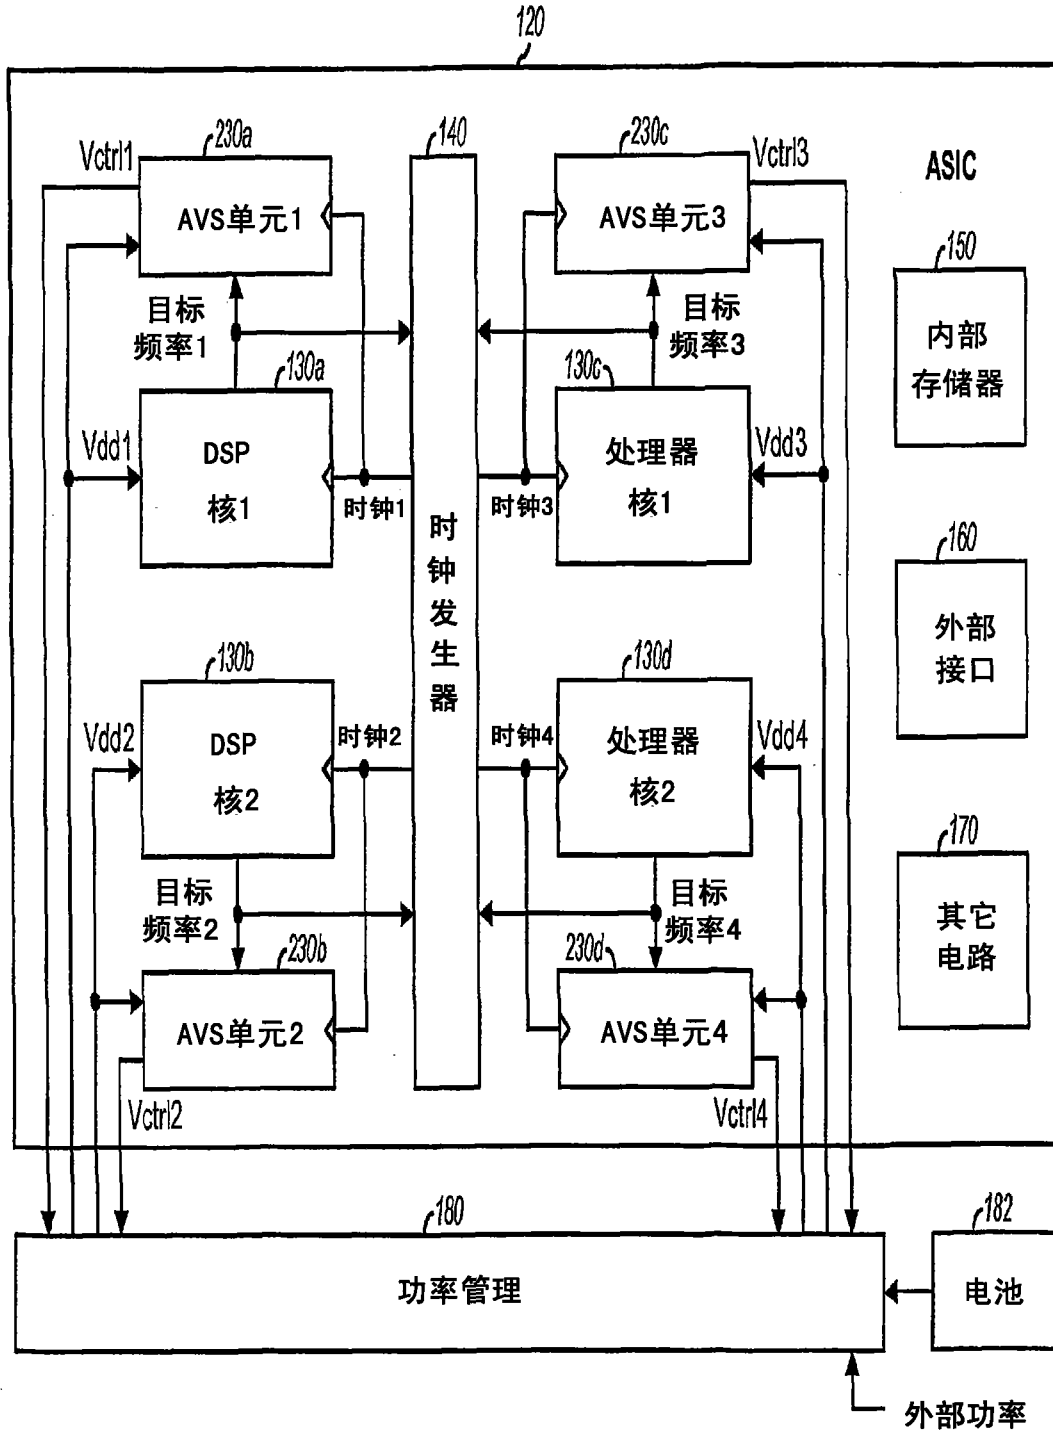 120
230a
140
230c
Vctrl1
Vctrl3
ASIC
AVS单元1
AVS单元3
150
目标
频率1
目标
频率3
内部
存储器
130a
130c
Vdd1
DSP
核1
处理器
核1
Vdd3
时钟1
时钟3
时钟发生器
160
外部
接口
130b
130d
Vdd2
DSP
核2
时钟2
时钟4
处理器
核2
Vdd4
170
其它
电路
目标
频率2
目标
频率4
230b
230d
AVS单元2
AVS单元4
Vctrl2
Vctrl4
180
182
功率管理
电池
外部功率